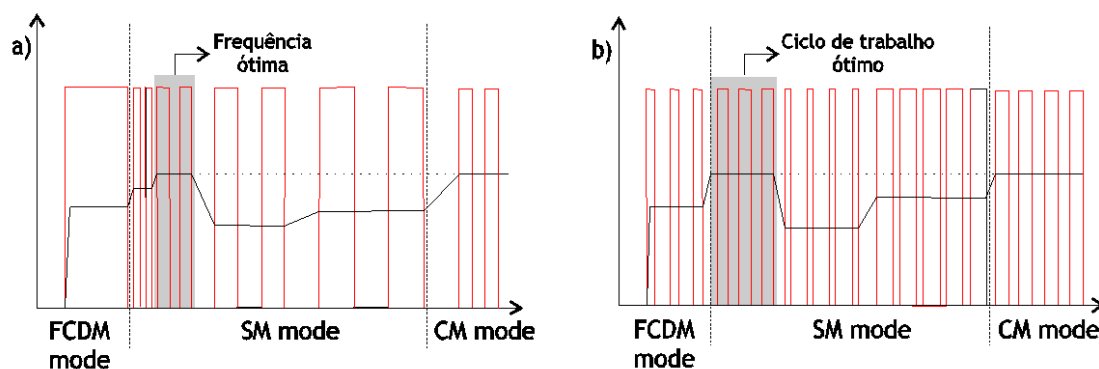 a)
Frequência
ótima
FCDM
mode
SM mode
CM mode
b)
Ciclo de trabalho
ótimo
FCDM
mode
SM mode
CM mode